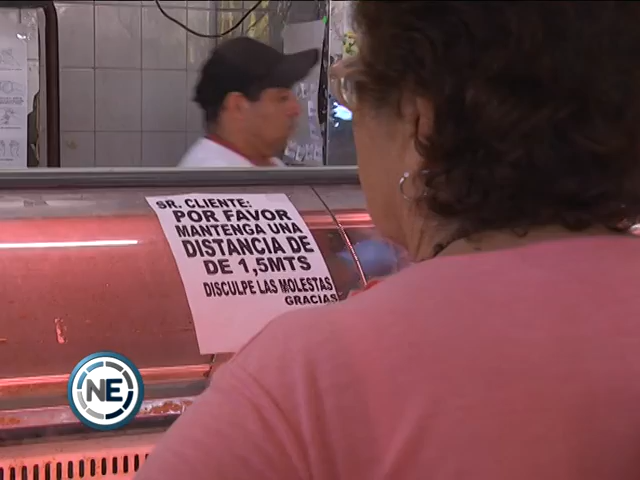 SR. CLIENTE:
POR FAVOR
MANTENGA UNA
DISTANCIA DE
DE 1,5MTS
DISCULPE LAS MOLESTAS
GRACIAS
NE